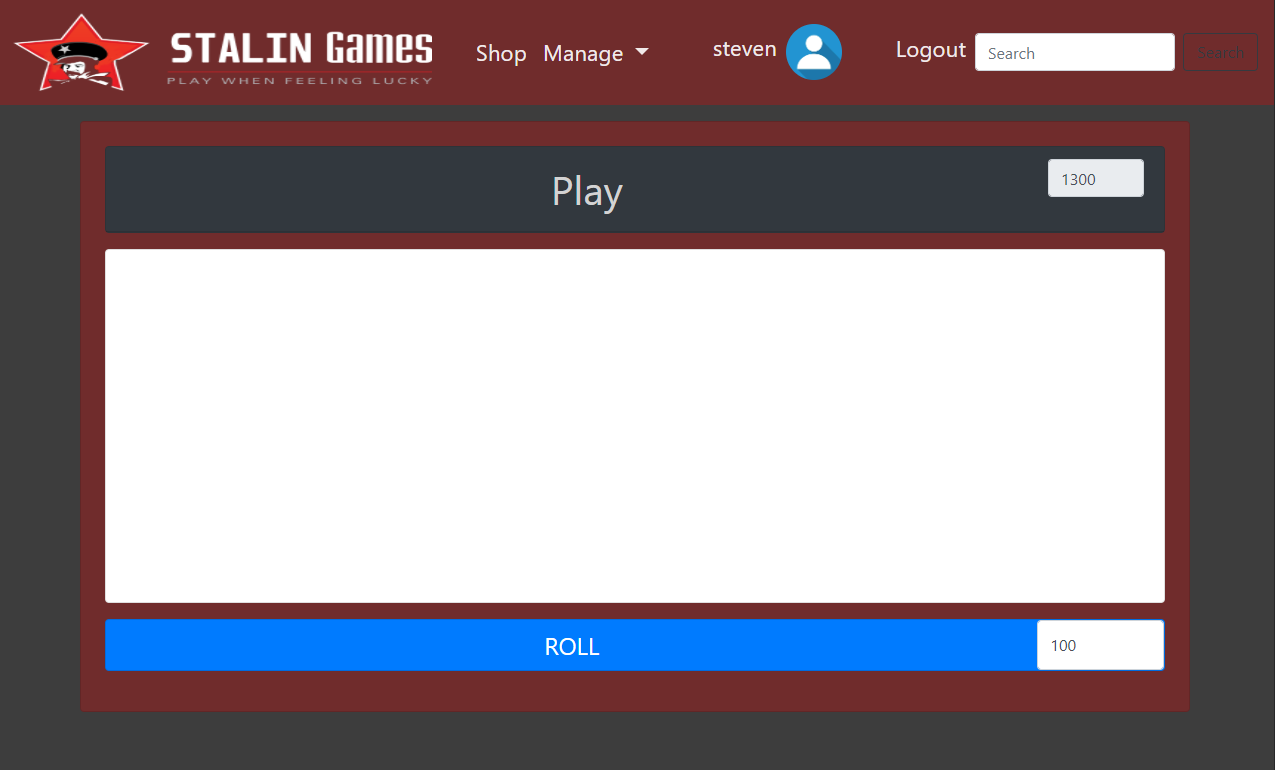 STALIN Games
PLAY WHEN FEELING LUCKY
Shop
Manage
steven
Logout
Search
Search
Play
1300
ROLL
100